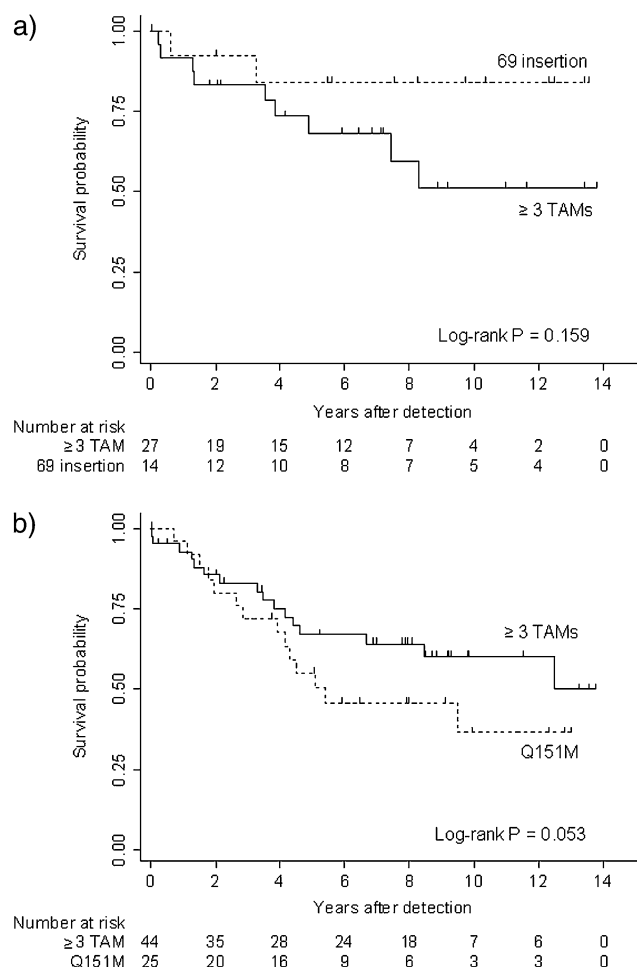 a)
1.00
0.75
0.50
0.25
0.00
Survival probability
69 insertion
≥ 3 TAMs
Log-rank P = 0.159
0 2 4 6 8 10 12 14
Years after detection
Number at risk
≥ 3 TAM 27 19 15 12 7 4 2 0
69 insertion 14 12 10 8 7 5 4 0
b)
1.00
0.75
0.50
0.25
0.00
Survival probability
≥ 3 TAMs
Q151M
Log-rank P = 0.053
0 2 4 6 8 10 12 14
Years after detection
Number at risk
≥ 3 TAM 44 35 28 24 18 7 6 0
Q151M 25 20 16 9 6 3 3 0